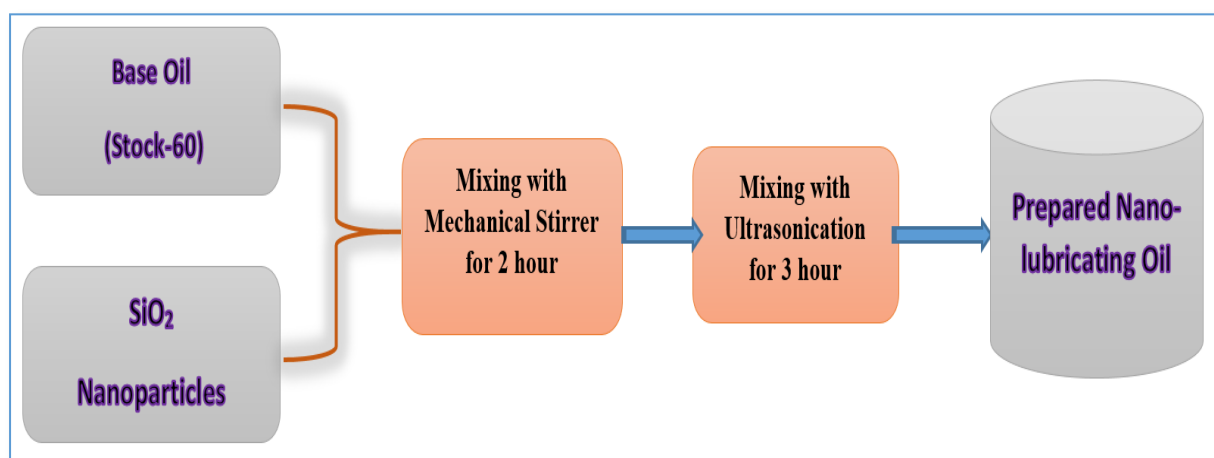 Base Oil
(Stock-60)
SiO₂
Nanoparticles
Mixing with
Mechanical Stirrer
for 2 hour
Mixing with
Ultrasonication
for 3 hour
Prepared Nano-
lubricating Oil